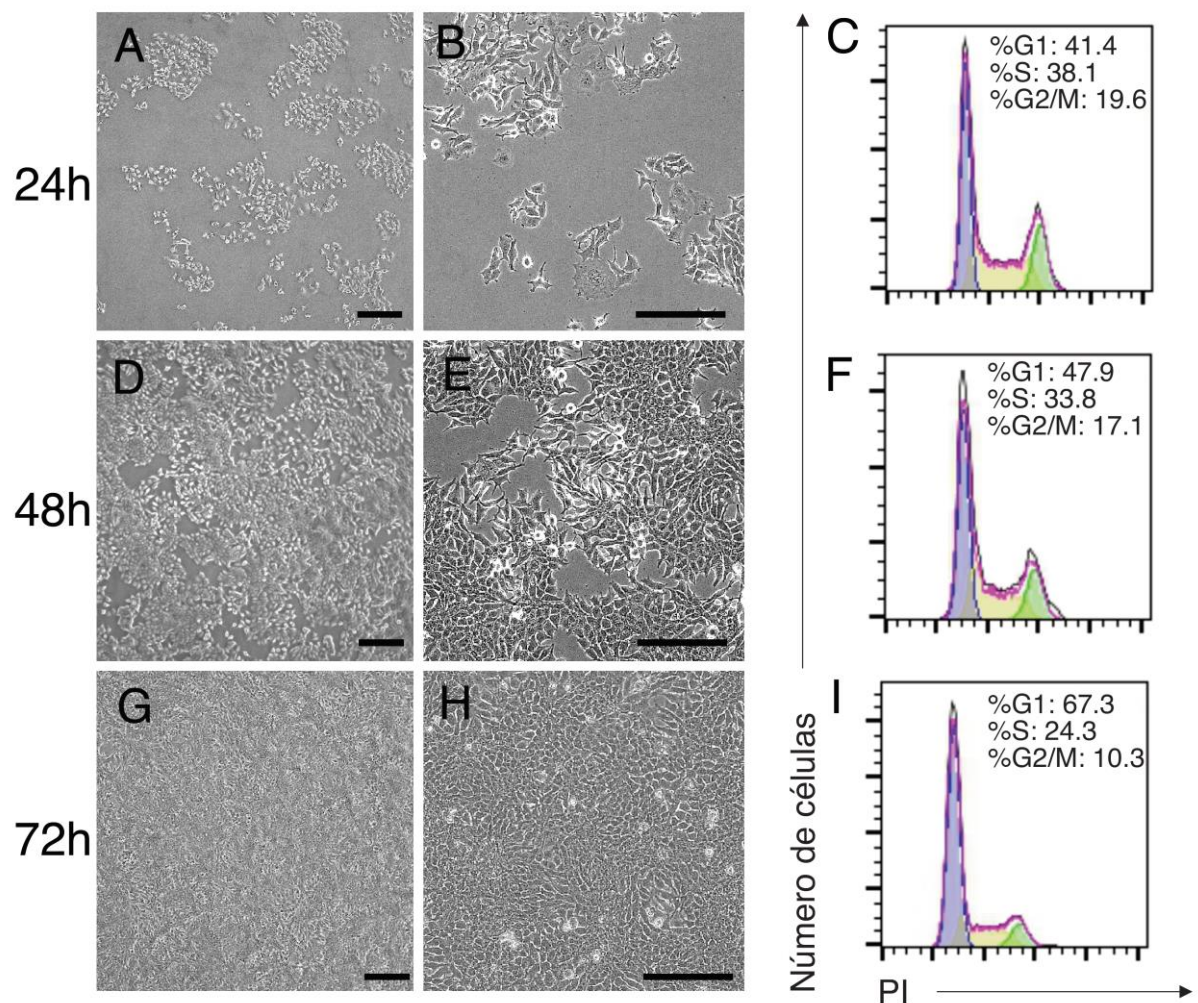 A
B
C
%G1: 41.4
%S: 38.1
%G2/M: 19.6
24h
D
E
F
%G1: 47.9
%S: 33.8
%G2/M: 17.1
48h
G
H
I
%G1: 67.3
%S: 24.3
%G2/M: 10.3
72h
Número de células
PI